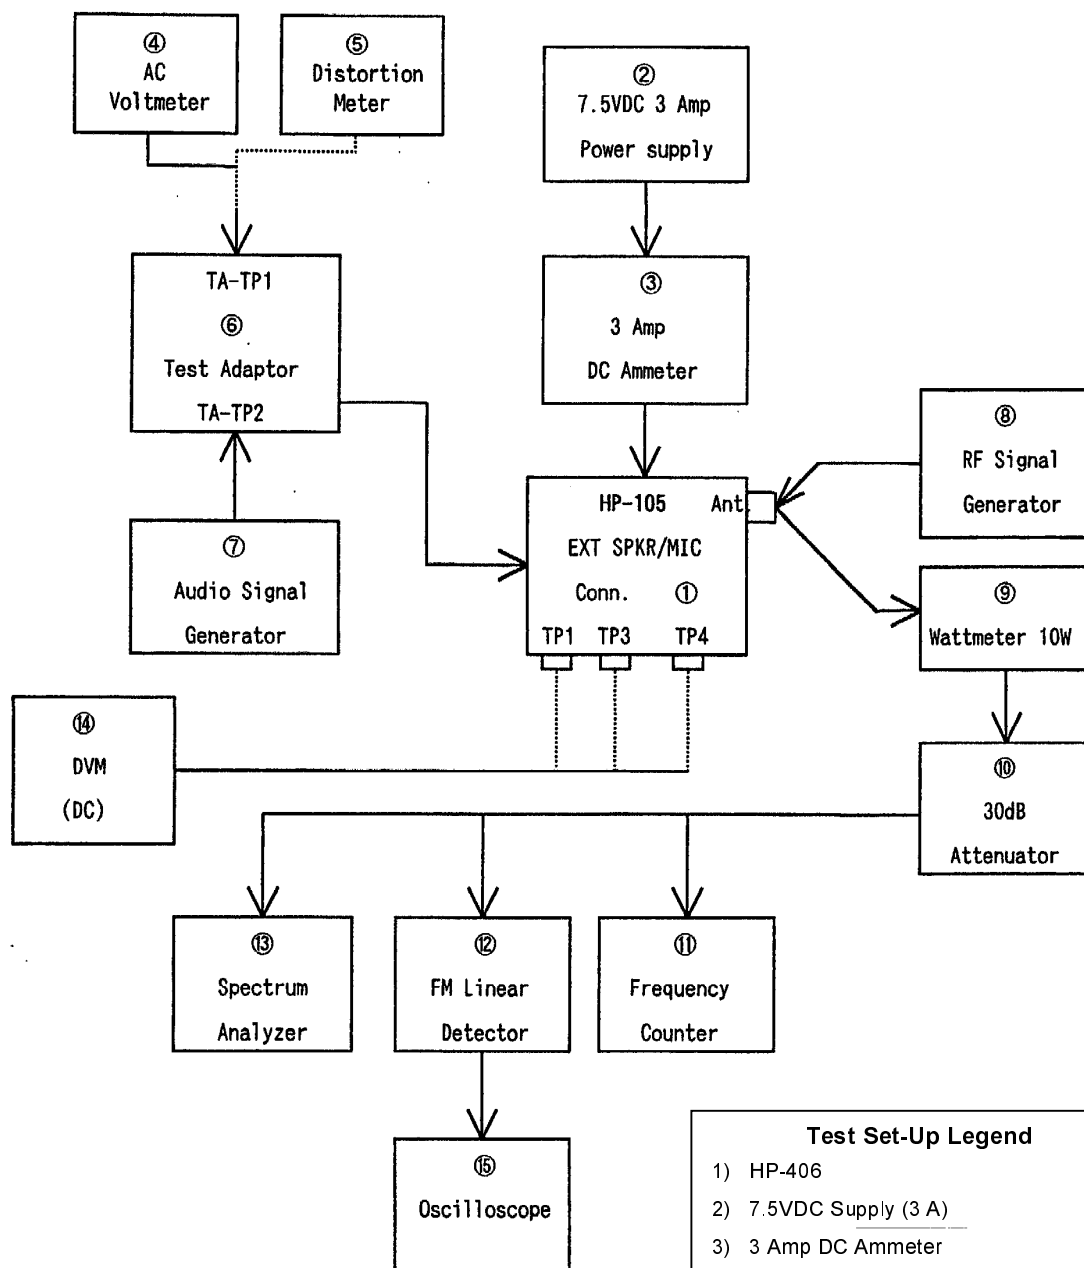 ④
AC
Voltmeter
⑤
Distortion
Meter
②
7.5VDC 3 Amp
Power supply
TA-TP1
⑥
Test Adaptor
TA-TP2
③
3 Amp
DC Ammeter
⑧
RF Signal
Generator
HP-105
Ant.
EXT SPKR/MIC
Conn.
①
TP1
TP3
TP4
⑦
Audio Signal
Generator
⑨
Wattmeter 10W
⑭
DVM
(DC)
⑩
30dB
Attenuator
⑬
Spectrum
Analyzer
⑫
FM Linear
Detector
⑪
Frequency
Counter
⑮
Oscilloscope
Test Set-Up Legend
1) HP-406
2) 7.5VDC Supply (3 A)
3) 3 Amp DC Ammeter